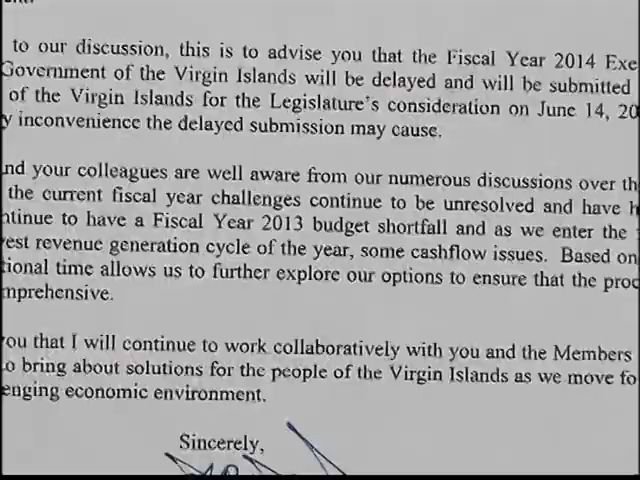 to our discussion, this is to advise you that the Fiscal Year 2014 Exe
Government of the Virgin Islands will be delayed and will be submitted
of the Virgin Islands for the Legislature's consideration on June 14, 20
y inconvenience the delayed submission may cause.
nd your colleagues are well aware from our numerous discussions over th
the current fiscal year challenges continue to be unresolved and have h
ntinue to have a Fiscal Year 2013 budget shortfall and as we enter the
est revenue generation cycle of the year, some cashflow issues. Based on
tional time allows us to further explore our options to ensure that the proc
mprehensive.
you that I will continue to work collaboratively with you and the Members
to bring about solutions for the people of the Virgin Islands as we move fo
enging economic environment.
Sincerely,